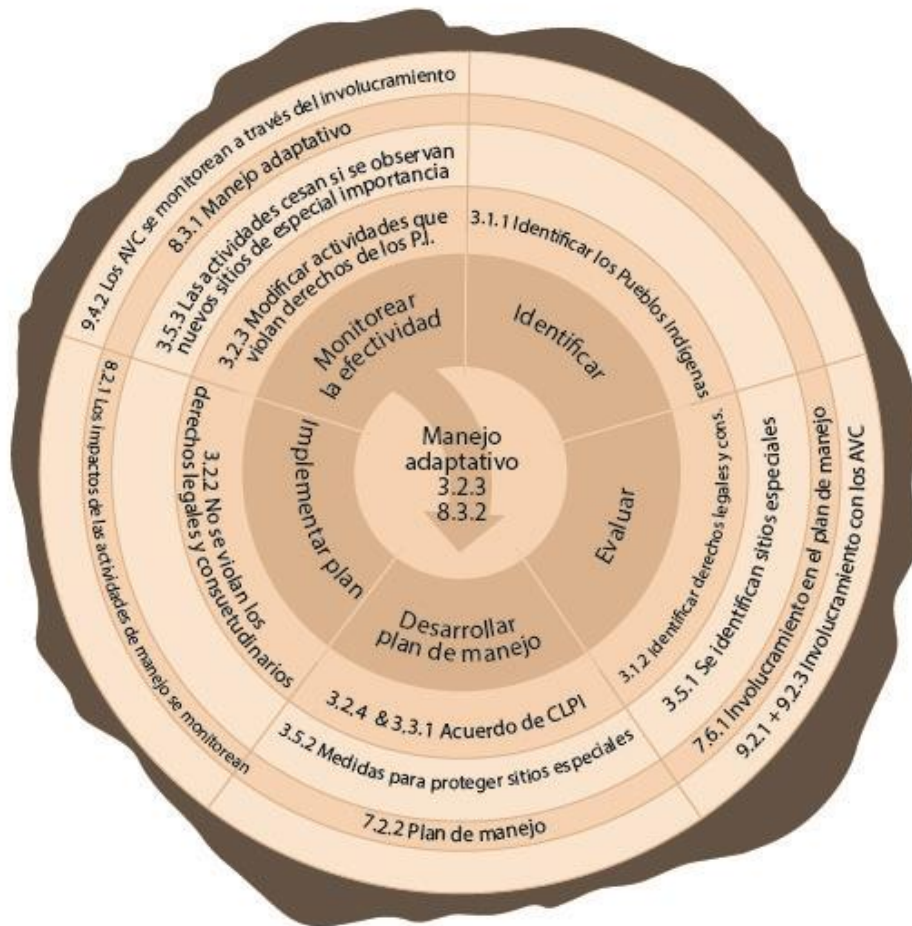 9.4.2 Los AVC se monitorean a través del involucramiento
8.3.1 Manejo adaptativo
3.5.3 Las actividades cesan si se observan
nuevos sitios de especial importancia
3.2.3 Modificar actividades que
violan derechos de los P.I.
Monitorear
la efectividad
3.1.1 Identificar los Pueblos Indígenas
Identificar
Evaluar
3.1.2 Identificar derechos legales y cons.
3.5.1 Se identifican sitios especiales
7.6.1 Involucramiento en el plan de manejo
9.2.1 + 9.2.3 Involucramiento con los AVC
Desarrollar
plan de manejo
3.2.4 & 3.3.1 Acuerdo de CLPI
3.5.2 Medidas para proteger sitios especiales
7.2.2 Plan de manejo
Implementar plan
3.2.2 No se violan los
derechos legales y consuetudinarios
8.2.1 Los impactos de las actividades de manejo se monitorean
Manejo
adaptativo
3.2.3
8.3.2